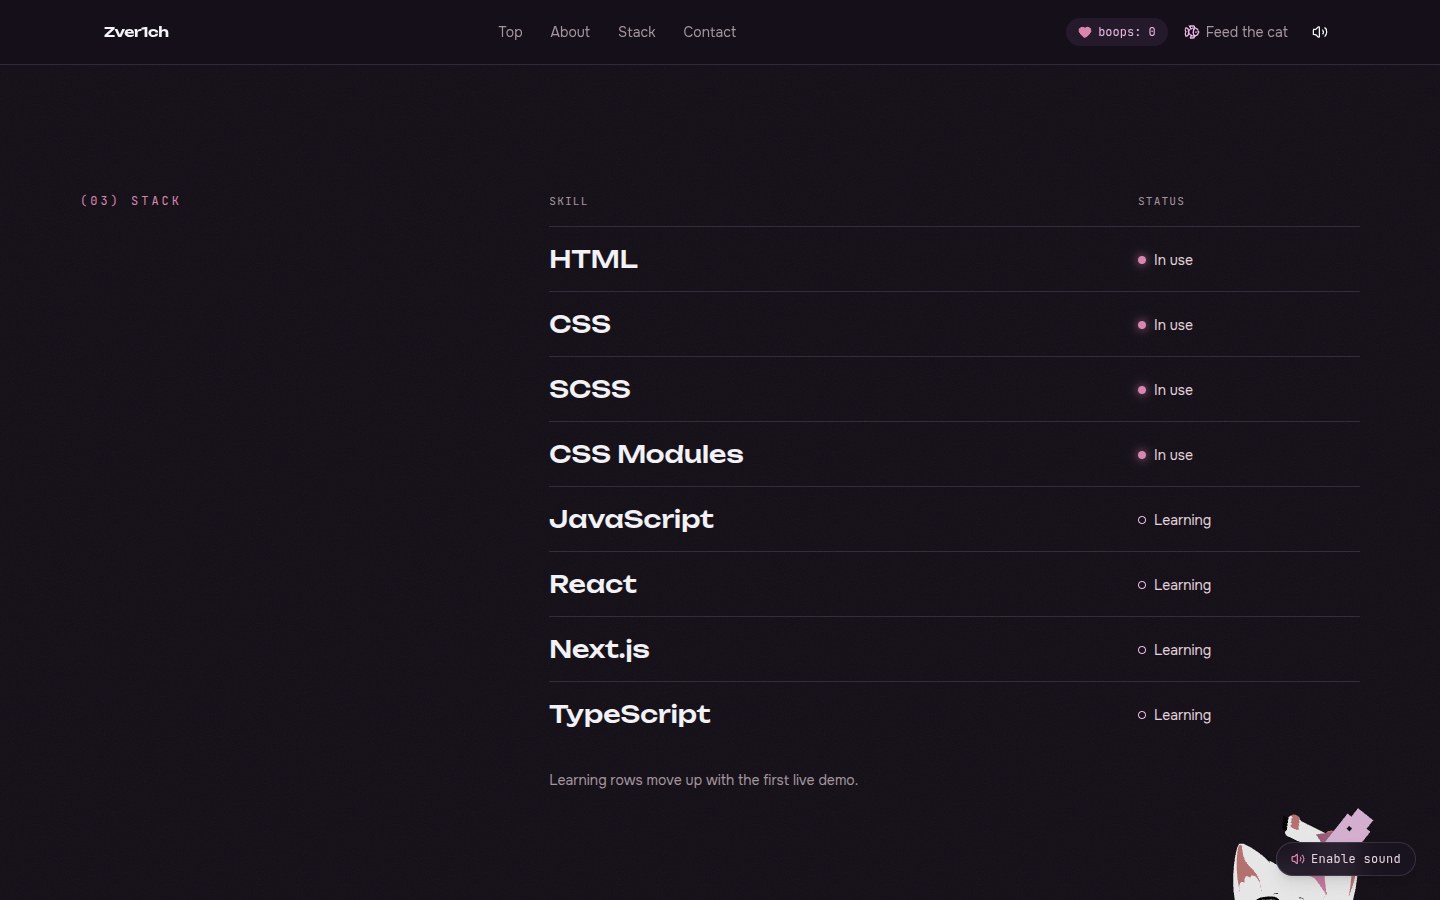 Zver1ch
Top About Stack Contact
boops: 0 Feed the cat
(03) STACK
SKILL STATUS
HTML In use
CSS In use
SCSS In use
CSS Modules In use
JavaScript Learning
React Learning
Next.js Learning
TypeScript Learning
Learning rows move up with the first live demo.
Enable sound